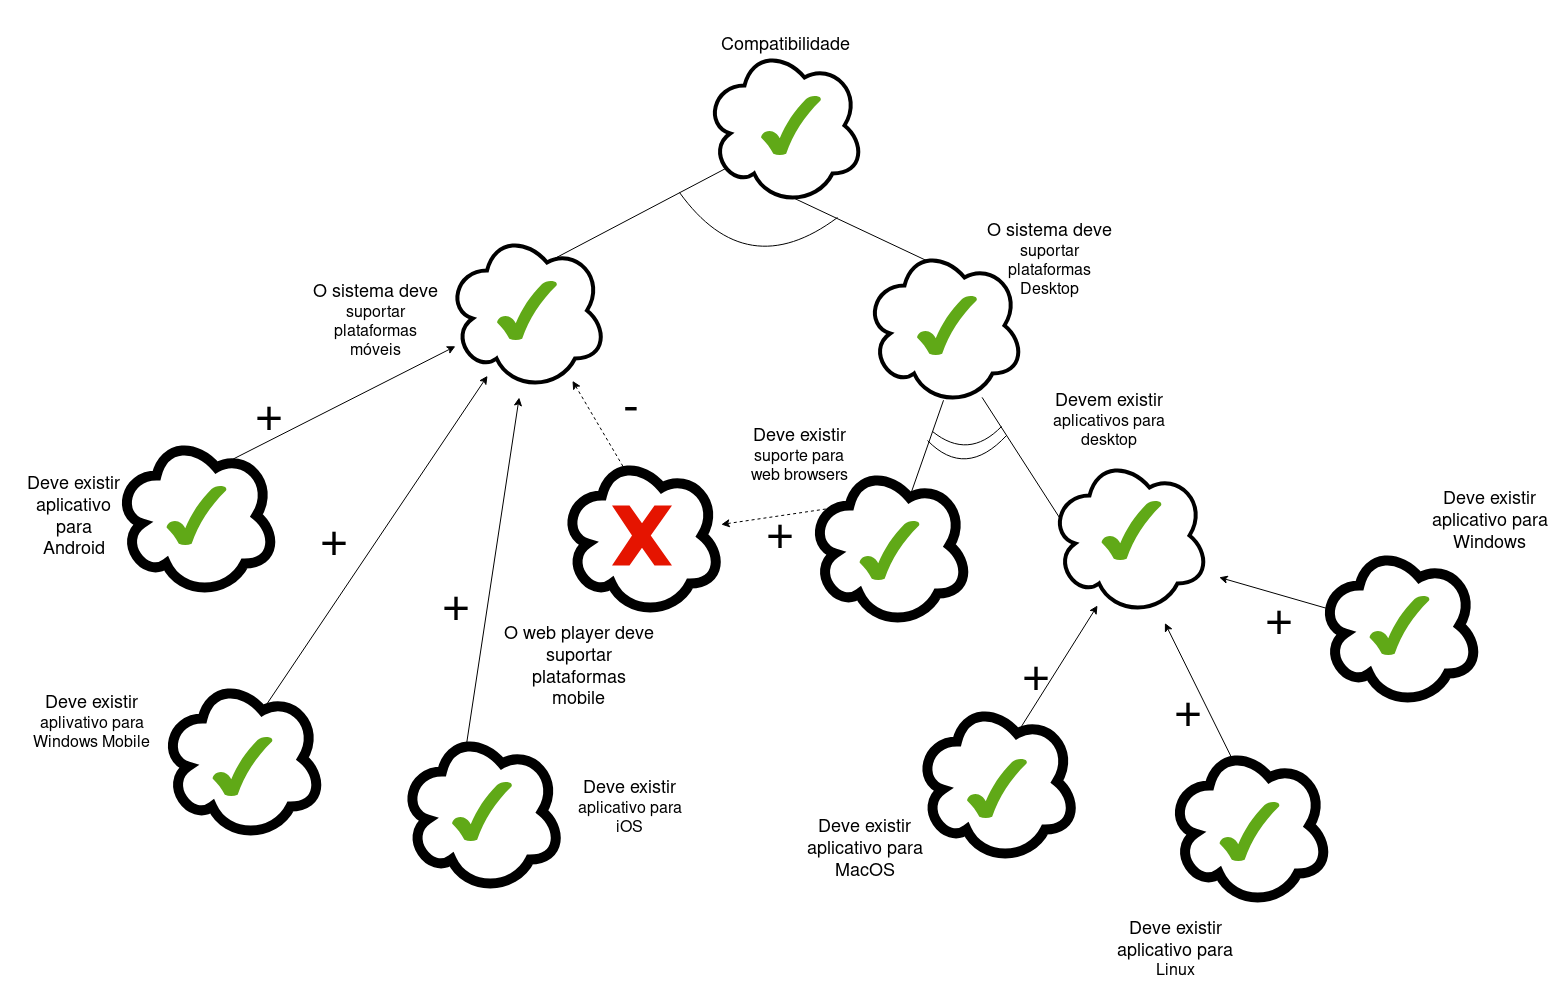 Compatibilidade
O sistema deve
suportar
plataformas
Desktop
O sistema deve
suportar
plataformas
móveis
+
-
Devem existir
aplicativos para
desktop
Deve existir
suporte para
web browsers
Deve existir
aplicativo
para
Android
+
+
Deve existir
aplicativo para
Windows
+
+
O web player deve
suportar
plataformas
mobile
+
+
Deve existir
aplivativo para
Windows Mobile
Deve existir
aplicativo para
iOS
Deve existir
aplicativo para
MacOS
Deve existir
aplicativo para
Linux